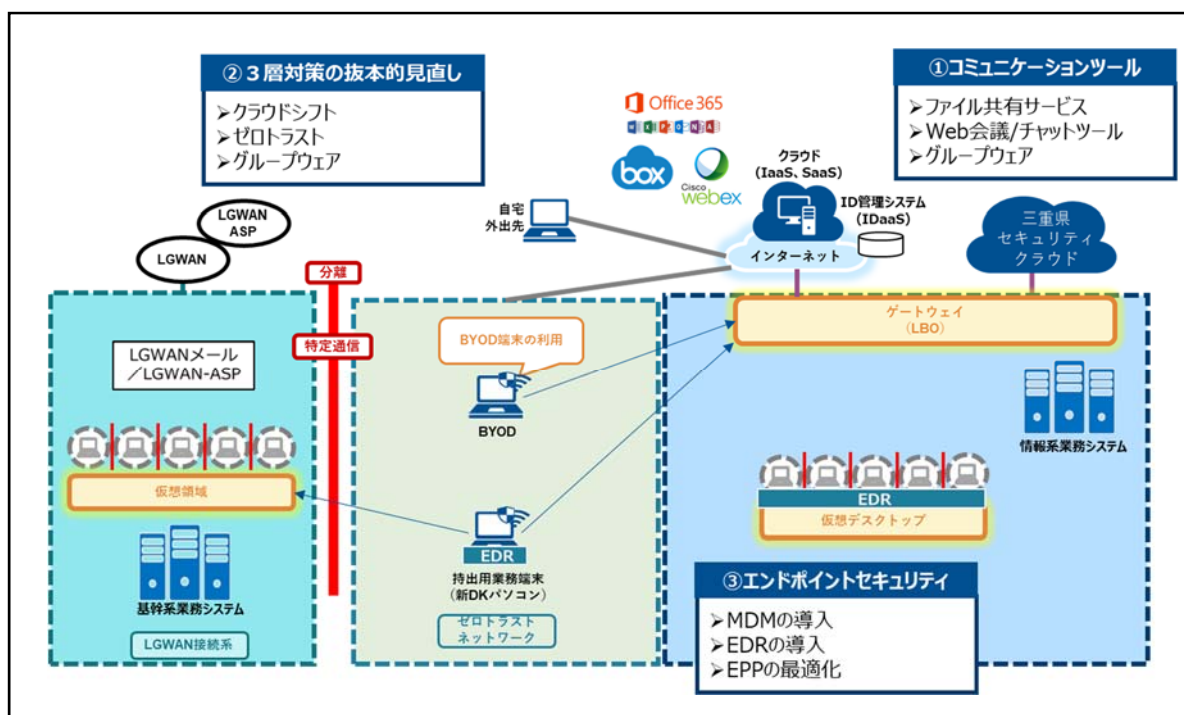 ②３層対策の抜本的見直し
➢クラウドシフト
➢ゼロトラスト
➢グループウェア
①コミュニケーションツール
➢ファイル共有サービス
➢Web会議/チャットツール
➢グループウェア
Office 365
box
Cisco
webex
クラウド
(IaaS、SaaS)
ID管理システム
(IDaaS)
インターネット
三重県
セキュリティ
クラウド
自宅
外出先
LGWAN
ASP
LGWAN
分離
特定通信
LGWANメール
／LGWAN-ASP
仮想領域
基幹系業務システム
LGWAN接続系
BYOD端末の利用
BYOD
EDR
持出用業務端末
（新DKパソコン）
ゼロトラスト
ネットワーク
ゲートウェイ
（LBO）
情報系業務システム
EDR
仮想デスクトップ
③エンドポイントセキュリティ
➢MDMの導入
➢EDRの導入
➢EPPの最適化